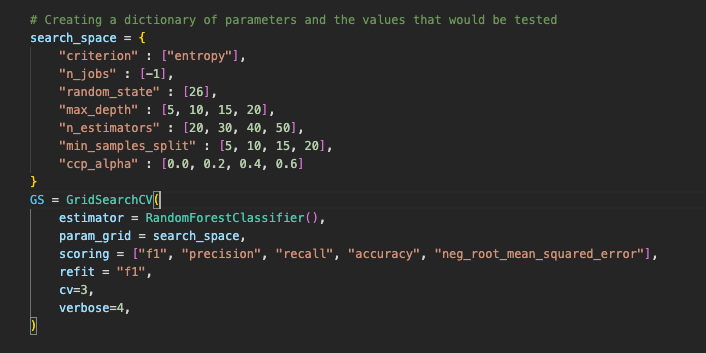 # Creating a dictionary of parameters and the values that would be tested
search_space = {
    "criterion" : ["entropy"],
    "n_jobs" : [-1],
    "random_state" : [26],
    "max_depth" : [5, 10, 15, 20],
    "n_estimators" : [20, 30, 40, 50],
    "min_samples_split" : [5, 10, 15, 20],
    "ccp_alpha" : [0.0, 0.2, 0.4, 0.6]
}
GS = GridSearchCV(
    estimator = RandomForestClassifier(),
    param_grid = search_space,
    scoring = ["f1", "precision", "recall", "accuracy", "neg_root_mean_squared_error"],
    refit = "f1",
    cv=3,
    verbose=4,
)